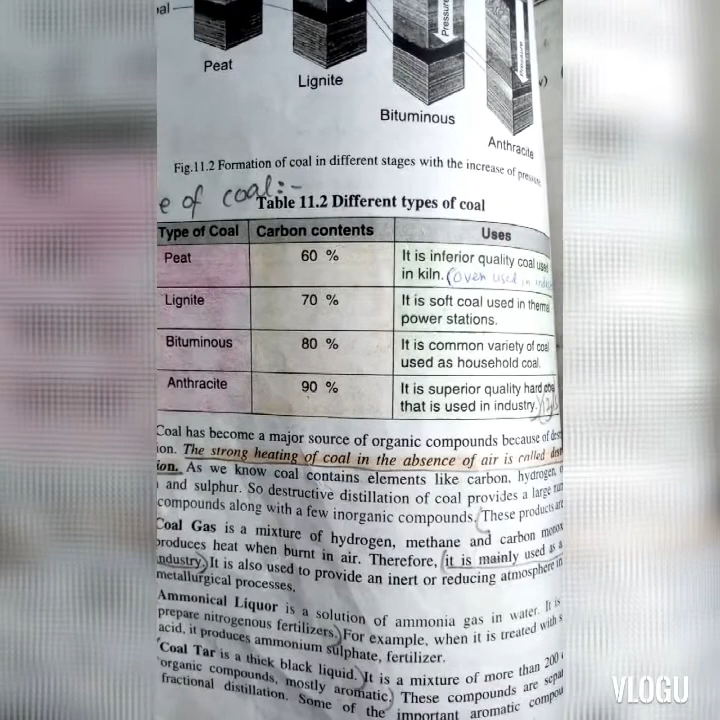 Pressure
Pressure
Peat
Lignite
Bituminous
Anthracite
Fig.11.2 Formation of coal in different stages with the increase of pressure
e of coal:-
Table 11.2 Different types of coal
Type of Coal Carbon contents Uses
Peat 60 % It is inferior quality coal used
in kiln. (oven used in
Lignite 70 % It is soft coal used in
power stations.
Bituminous 80 % It is common variety of coal
used as household coal.
Anthracite 90 % It is superior quality hard
that is used in industry.
Coal has become a major source of organic compounds because of
ion. The strong heating of coal in the absence of air is called
ion. As we know coal contains elements like carbon, hydrogen,
and sulphur. So destructive distillation of coal provides a large
compounds along with a few inorganic compounds. These products are
Coal Gas is a mixture of hydrogen, methane and carbon
produces heat when burnt in air. Therefore, it is mainly used as a
industry. It is also used to provide an inert or reducing atmosphere in
metallurgical processes.
Ammonical Liquor is a solution of ammonia gas in water. It is
prepare nitrogenous fertilizers. For example, when it is treated with s
acid, it produces ammonium sulphate, fertilizer.
Coal Tar is a thick black liquid. It is a mixture of more than 200
organic compounds, mostly aromatic. These compounds are
fractional distillation. Some of the important aromatic
VLOGU